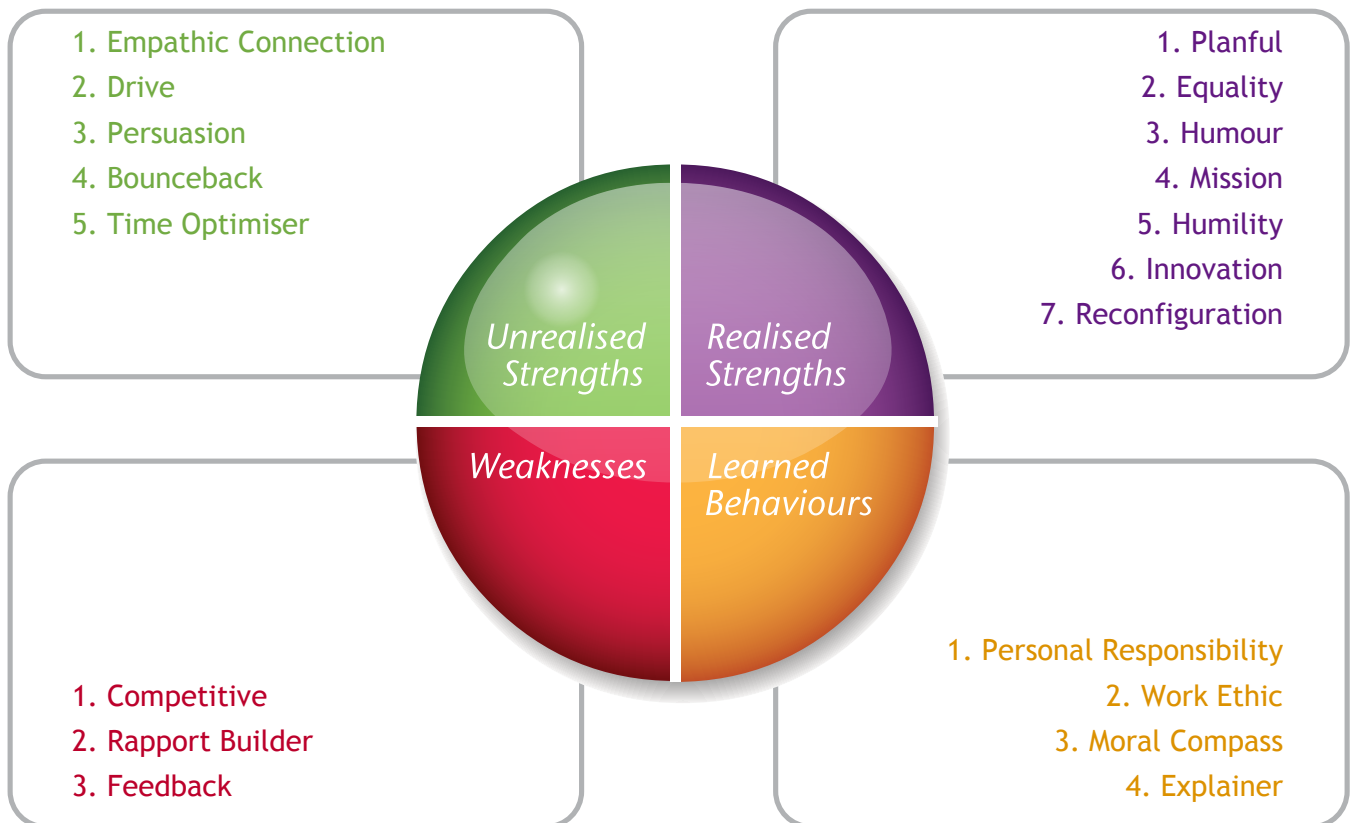 1. Empathic Connection
2. Drive
3. Persuasion
4. Bounceback
5. Time Optimiser
1. Planful
2. Equality
3. Humour
4. Mission
5. Humility
6. Innovation
7. Reconfiguration
Unrealised
Strengths
Realised
Strengths
Weaknesses
Learned
Behaviours
1. Competitive
2. Rapport Builder
3. Feedback
1. Personal Responsibility
2. Work Ethic
3. Moral Compass
4. Explainer